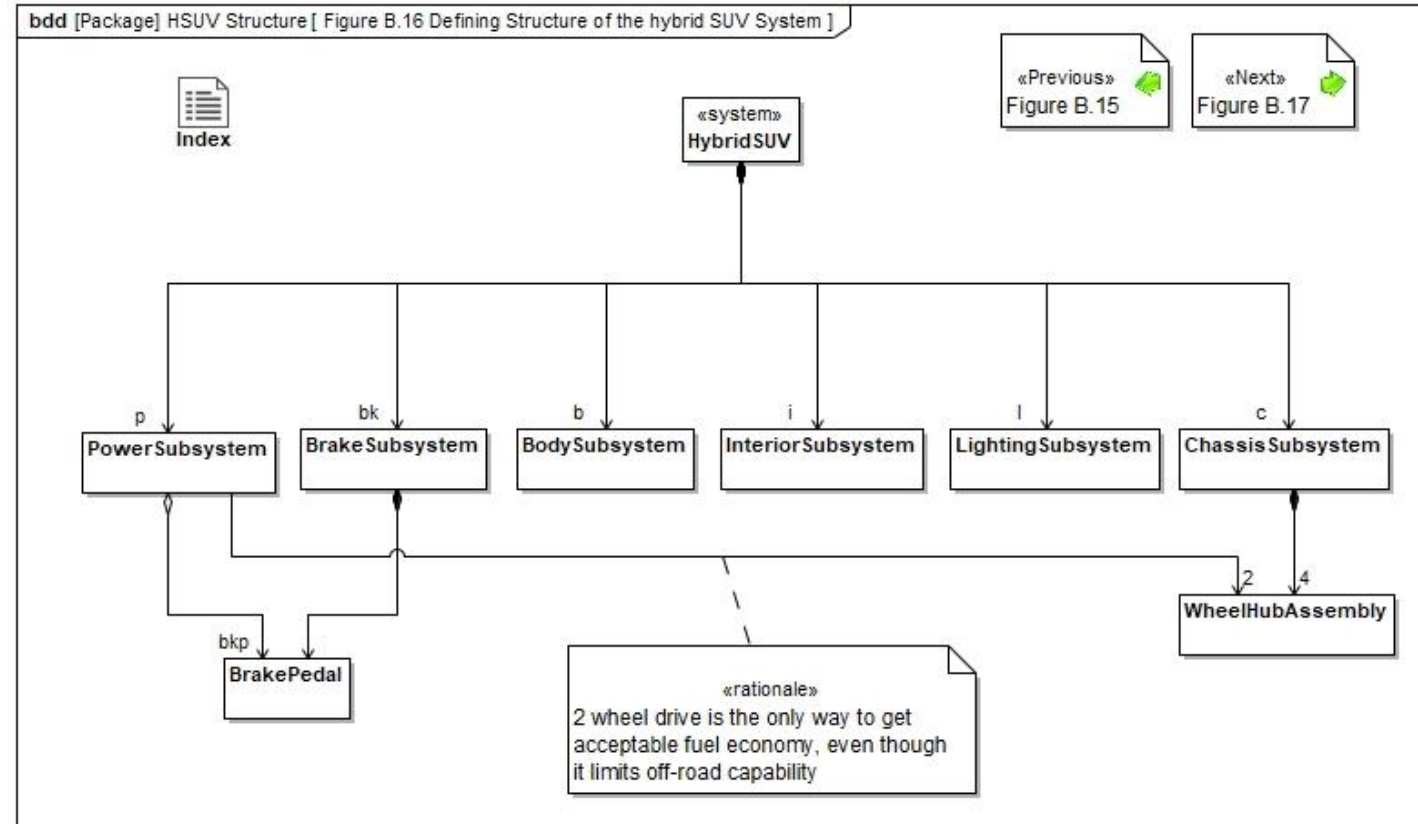 bdd [Package] HSUV Structure [ Figure B.16 Defining Structure of the hybrid SUV System ]
«Previous»
Figure B.15
«Next»
Figure B.17
Index
«system»
HybridSUV
p
bk
b
i
l
c
PowerSubsystem
BrakeSubsystem
BodySubsystem
InteriorSubsystem
LightingSubsystem
ChassisSubsystem
2
4
WheelHubAssembly
bkp
BrakePedal
«rationale»
2 wheel drive is the only way to get
acceptable fuel economy, even though
it limits off-road capability